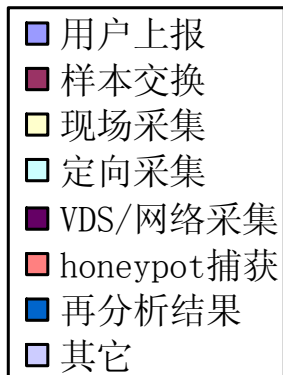 用户上报
样本交换
现场采集
定向采集
VDS/网络采集
honeypot捕获
再分析结果
其它